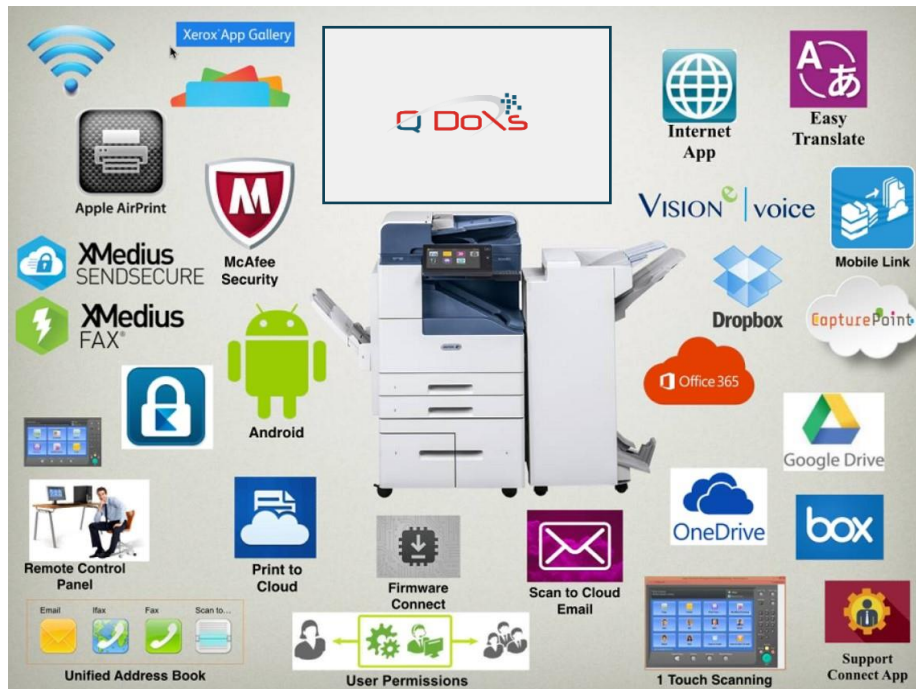 Xerox® App Gallery
Q DoXs
Internet
App
A あ
Easy
Translate
Apple AirPrint
M
McAfee
Security
VISIONe | voice
Mobile Link
XMedius
SENDSECURE
XMedius
FAX®
Dropbox
CapturePoint
Office 365
Android
Google Drive
OneDrive
box
Remote Control
Panel
Print to
Cloud
Firmware
Connect
Scan to Cloud
Email
Email
Ifax
Fax
Scan to...
Unified Address Book
User Permissions
1 Touch Scanning
Support
Connect App